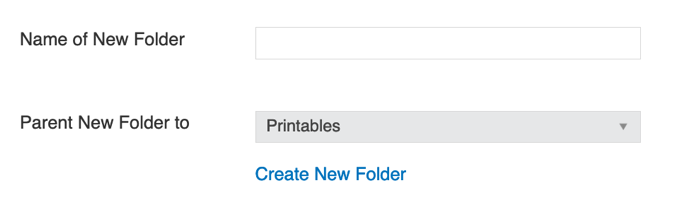 Name of New Folder
Parent New Folder to
Printables
Create New Folder